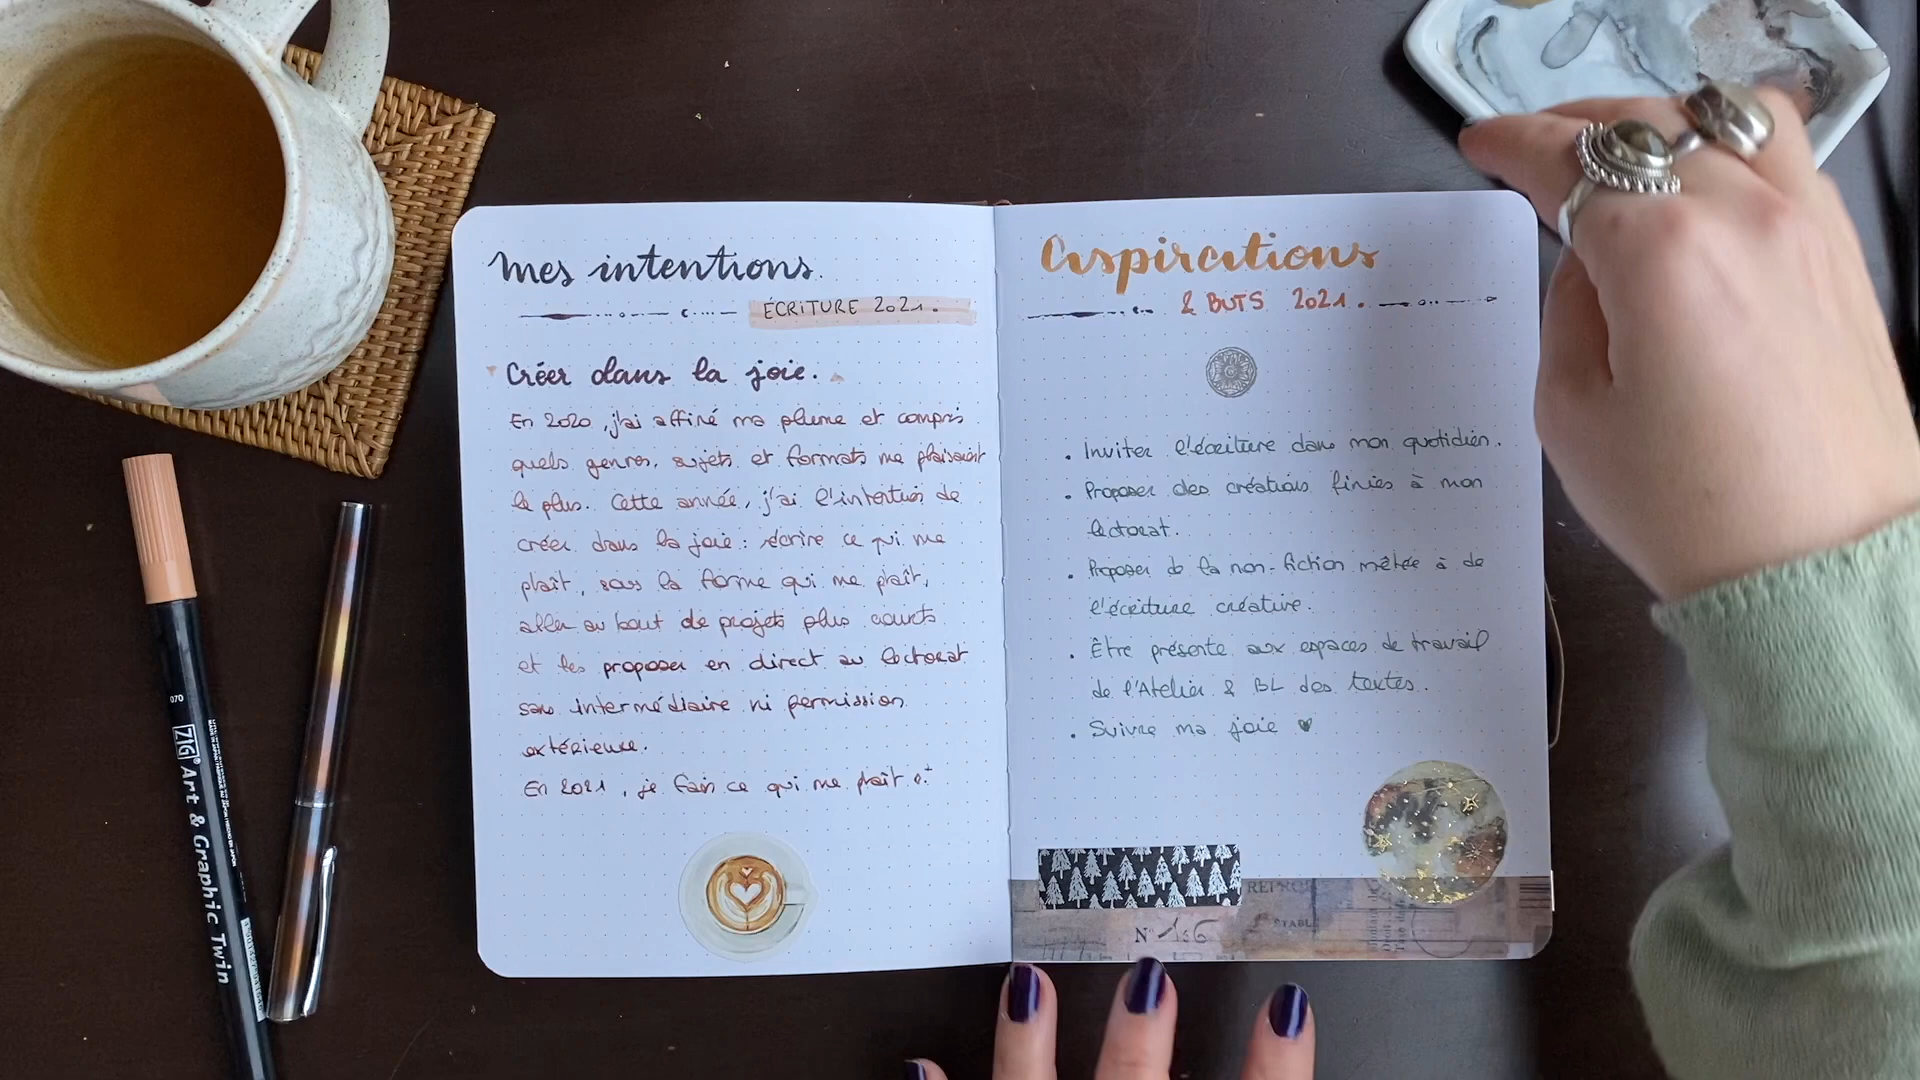 mes intentions.
ÉCRITURE 2021.
Créer dans la joie.
En 2020, j'ai affiné ma plume et compris
quels genres, sujets et formats me plaisaient
le plus. Cette année, j'ai l'intention de
créer dans la joie : écrire ce qui me
plaît, sous la forme qui me plaît,
aller au bout de projets plus courts
et les proposer en direct au lectorat
sans intermédiaire ni permission
extérieure.
En 2021, je fais ce qui me plaît
Aspirations
& BUTS 2021.
• Inviter l'écriture dans mon quotidien.
• Proposer des créations finies à mon
lectorat.
• Proposer de la non-fiction mêlée à de
l'écriture créative.
• Être présente aux espaces de travail
de l'Atelier & BL des textes.
• Suivre ma joie ♥
N°
STABL
070
ZIG® Art & Graphic Twin